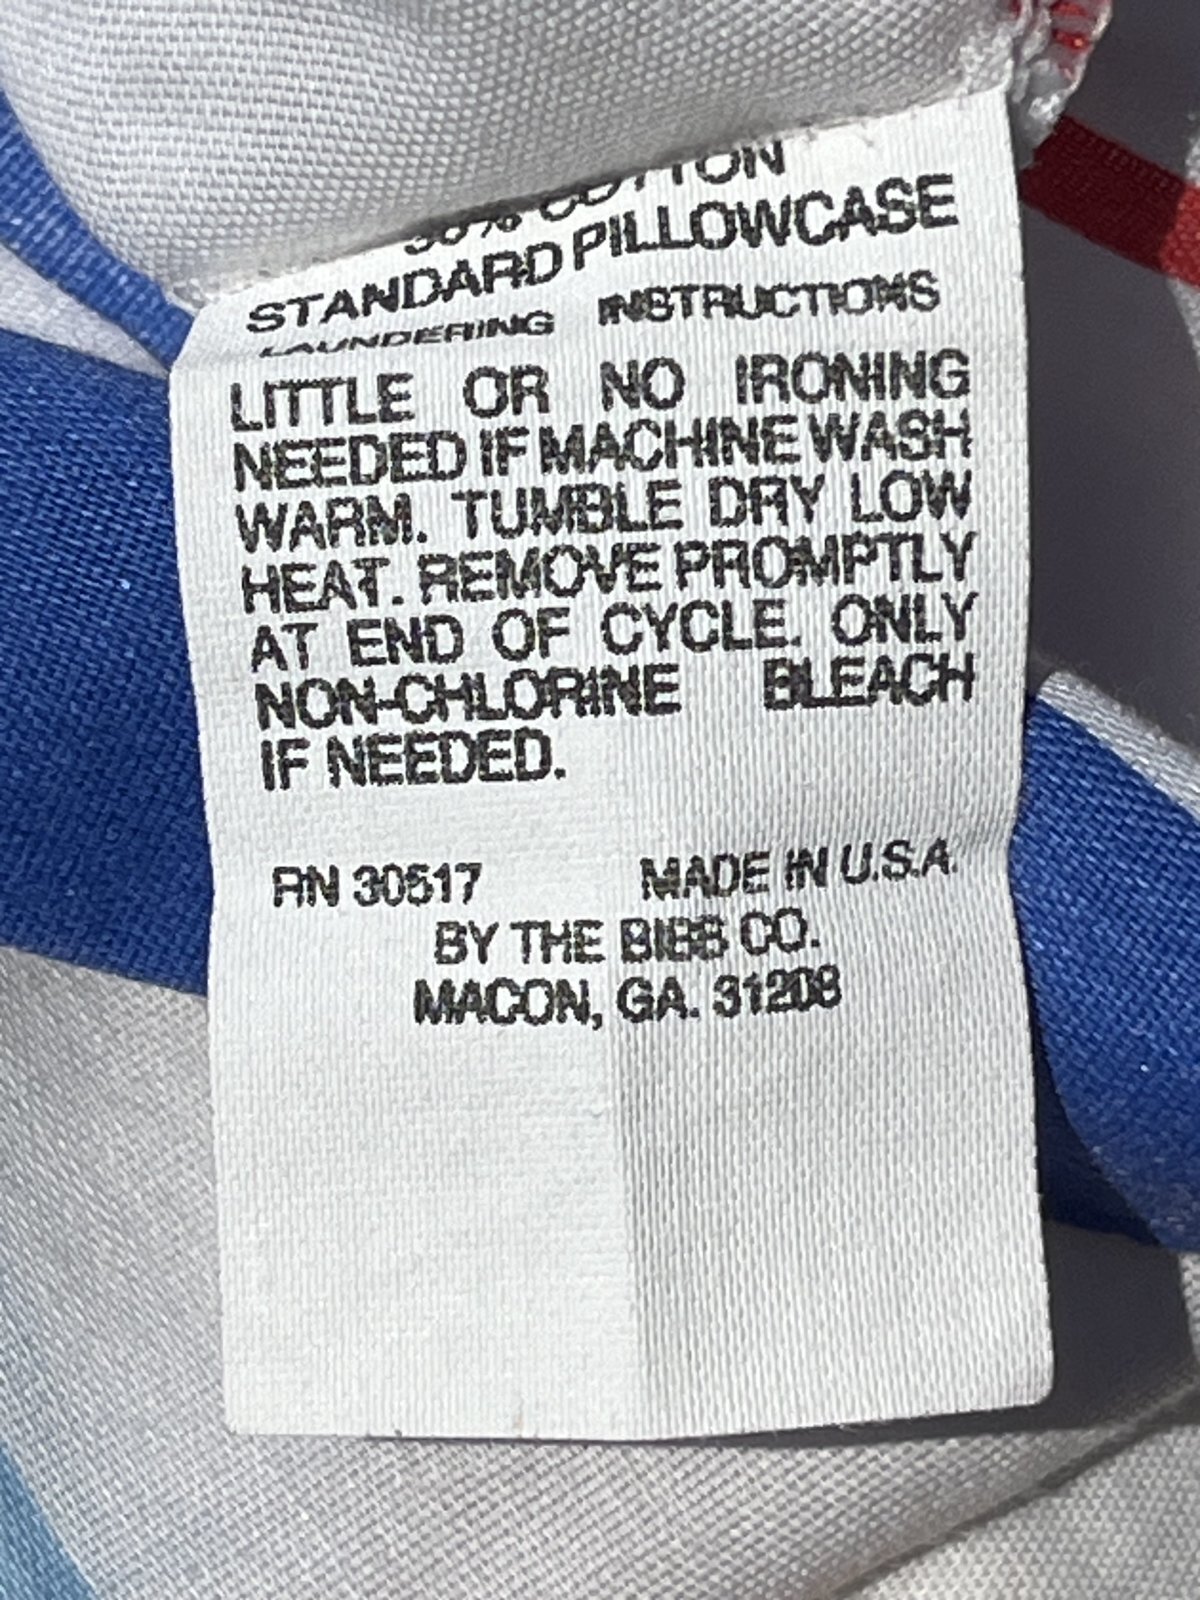 50% COTTON
STANDARD PILLOWCASE
LAUNDERING INSTRUCTIONS
LITTLE OR NO IRONING
NEEDED IF MACHINE WASH
WARM. TUMBLE DRY LOW
HEAT. REMOVE PROMPTLY
AT END OF CYCLE. ONLY
NON-CHLORINE BLEACH
IF NEEDED.
RN 30517 MADE IN U.S.A.
BY THE BIBB CO.
MACON, GA. 31208